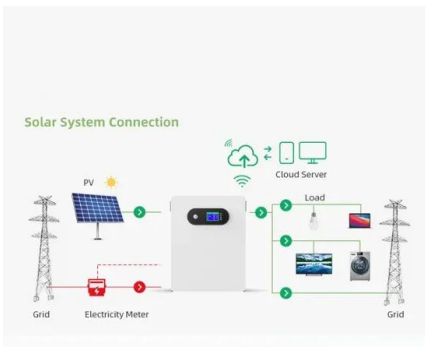 Solar System Connection
Cloud Server
PV
Load
Grid
Electricity Meter
Grid